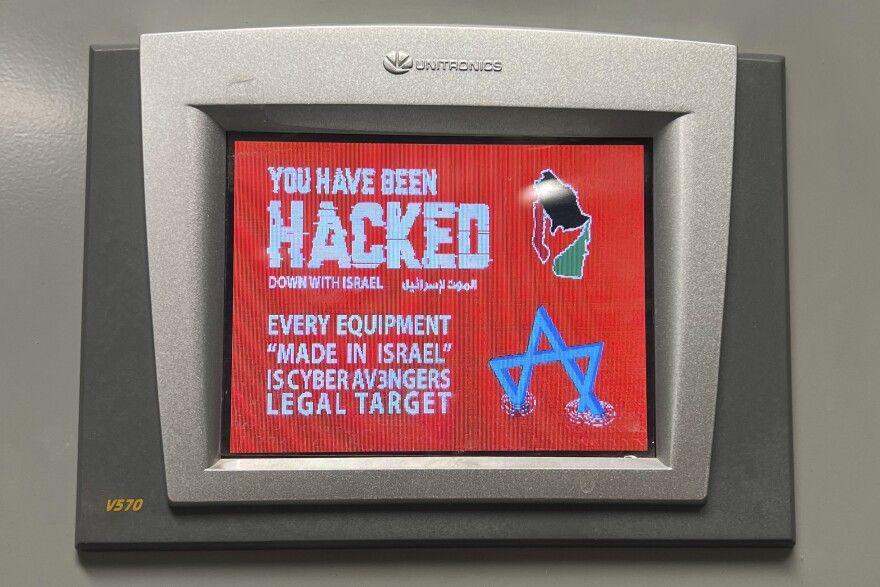 UNITRONICS
YOU HAVE BEEN
HACKED
DOWN WITH ISRAEL الموت لإسرائيل
EVERY EQUIPMENT
“MADE IN ISRAEL”
IS CYBER AV3NGERS
LEGAL TARGET
V570